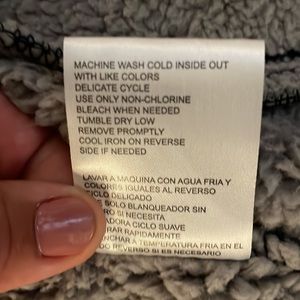 MACHINE WASH COLD INSIDE OUT
WITH LIKE COLORS
DELICATE CYCLE
USE ONLY NON-CHLORINE
BLEACH WHEN NEEDED
TUMBLE DRY LOW
REMOVE PROMPTLY
COOL IRON ON REVERSE
SIDE IF NEEDED
LAVAR A MAQUINA CON AGUA FRIA Y
COLORES IGUALES AL REVERSO
CICLO DELICADO
SOLO BLANQUEADOR SIN
SI NECESITA
CICLO SUAVE
RAPIDAMENTE
A TEMPERATURA FRIA EN EL
SI ES NECESARIO